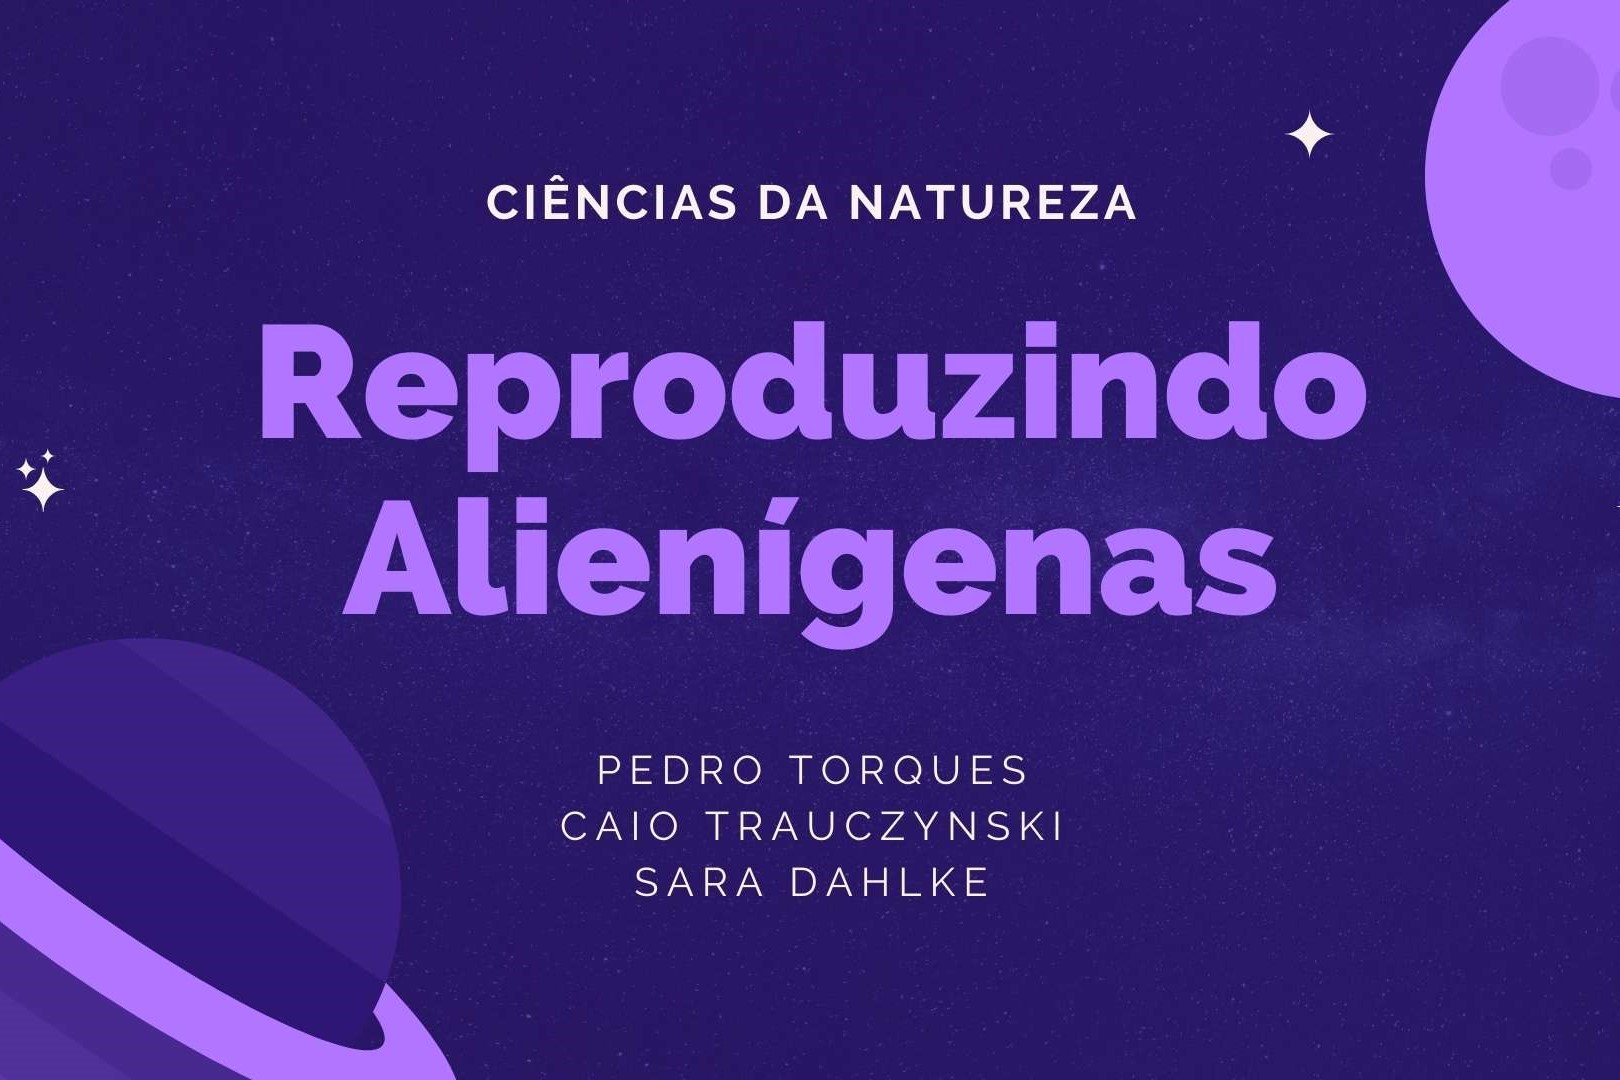 CIÊNCIAS DA NATUREZA
Reproduzindo
Alienígenas
PEDRO TORQUES
CAIO TRAUCZYNSKI
SARA DAHLKE